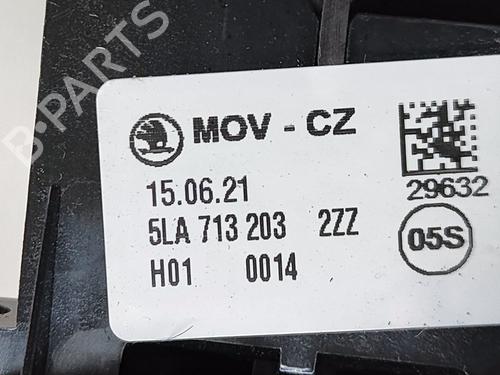 B-PARTS
MOV - CZ
15.06.21
29632
5LA 713 203 2ZZ
05S
H01 0014